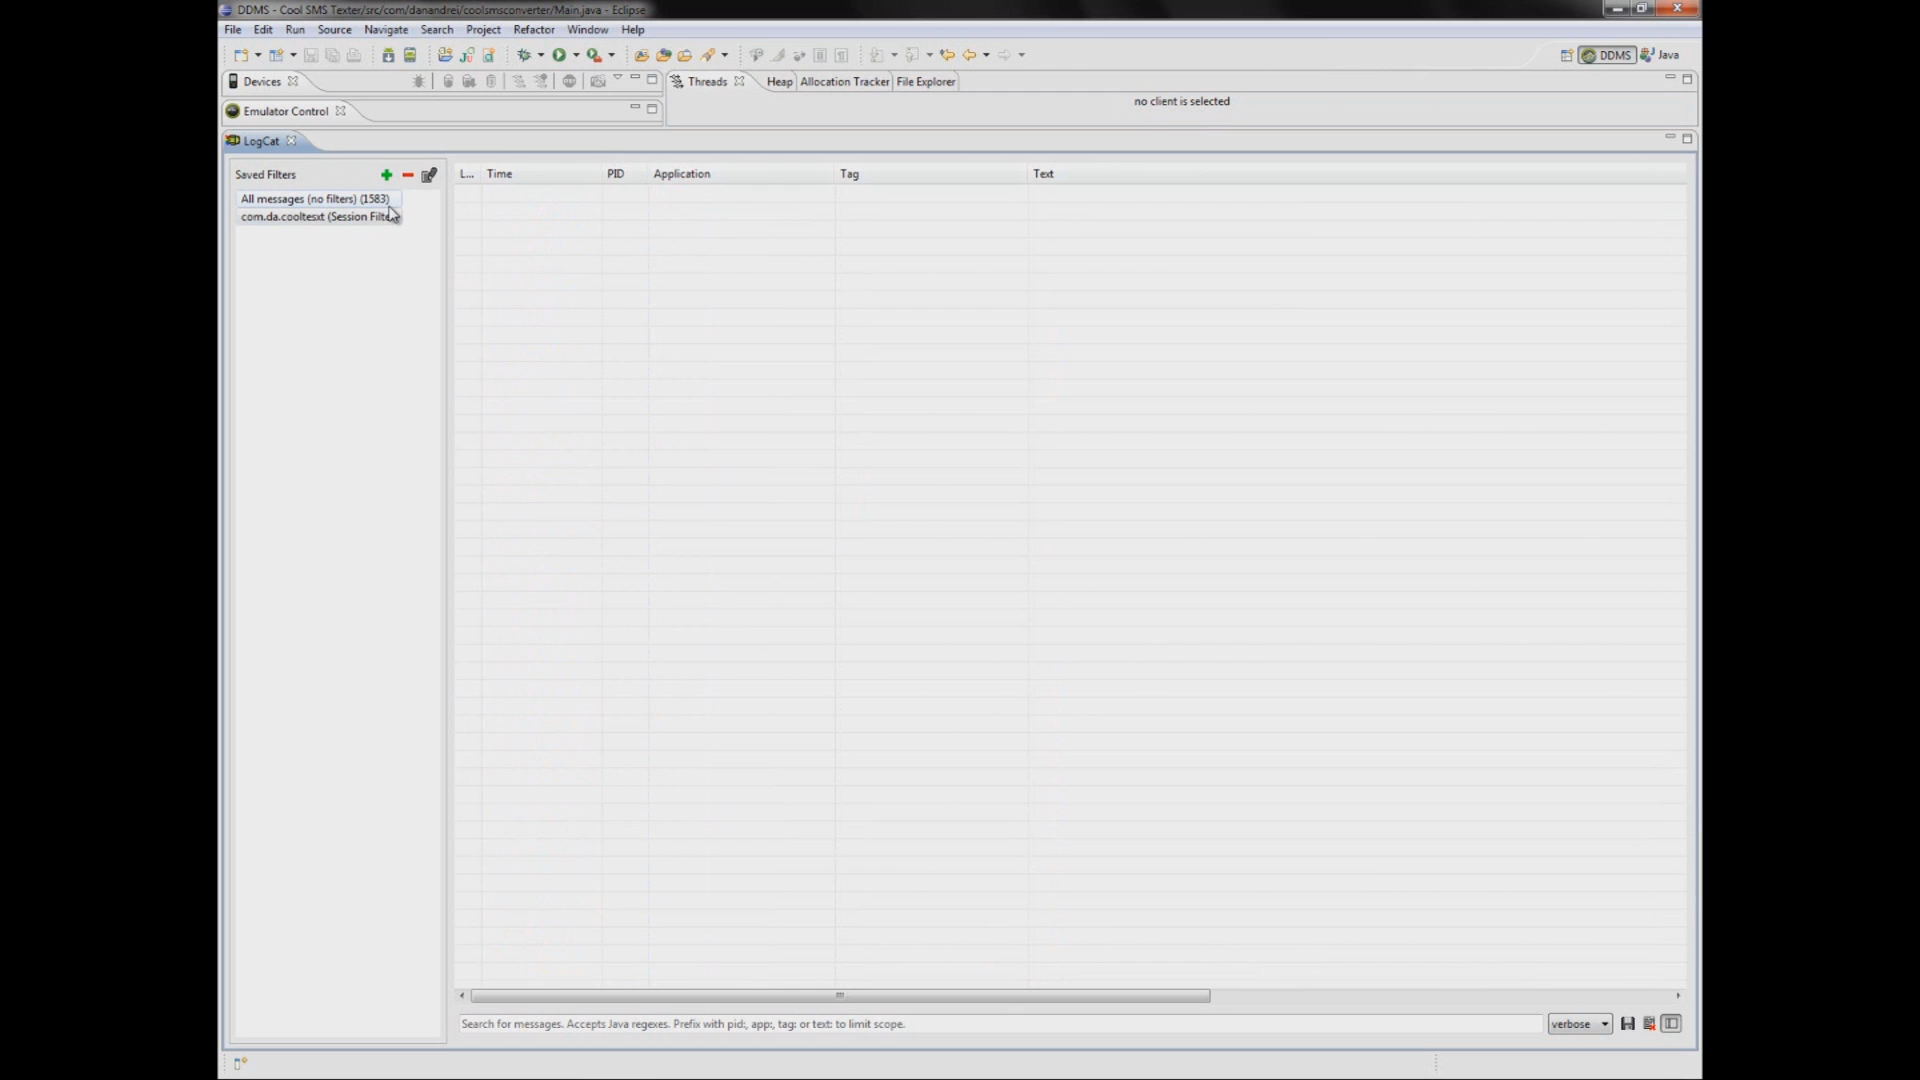 DDMS - Cool SMS Texter/src/com/danandrei/coolsmsconverter/Main.java - Eclipse
File Edit Run Source Navigate Search Project Refactor Window Help
DDMS Java
Devices
Threads Heap Allocation Tracker File Explorer
no client is selected
Emulator Control
LogCat
Saved Filters
L... Time PID Application Tag Text
All messages (no filters) (1583)
com.da.cooltesxt (Session Filte
Search for messages. Accepts Java regexes. Prefix with pid:, app:, tag: or text: to limit scope.
verbose